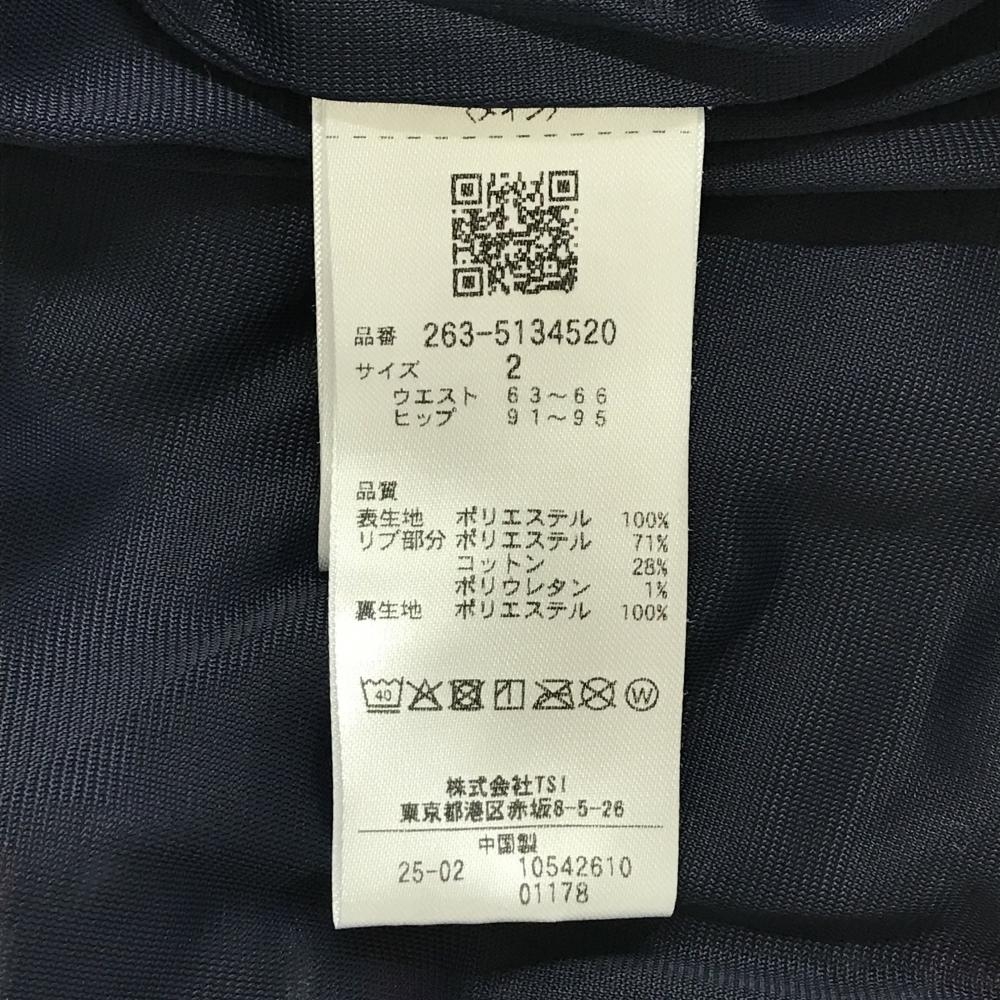 〈メイン〉
品番 263-5134520
サイズ 2
ウエスト 63～66
ヒップ 91～95
品質
表生地 ポリエステル 100%
リブ部分 ポリエステル 71%
コットン 28%
ポリウレタン 1%
裏生地 ポリエステル 100%
40
W
株式会社TSI
東京都港区赤坂8-5-26
中国製
25-02 10542610
01178